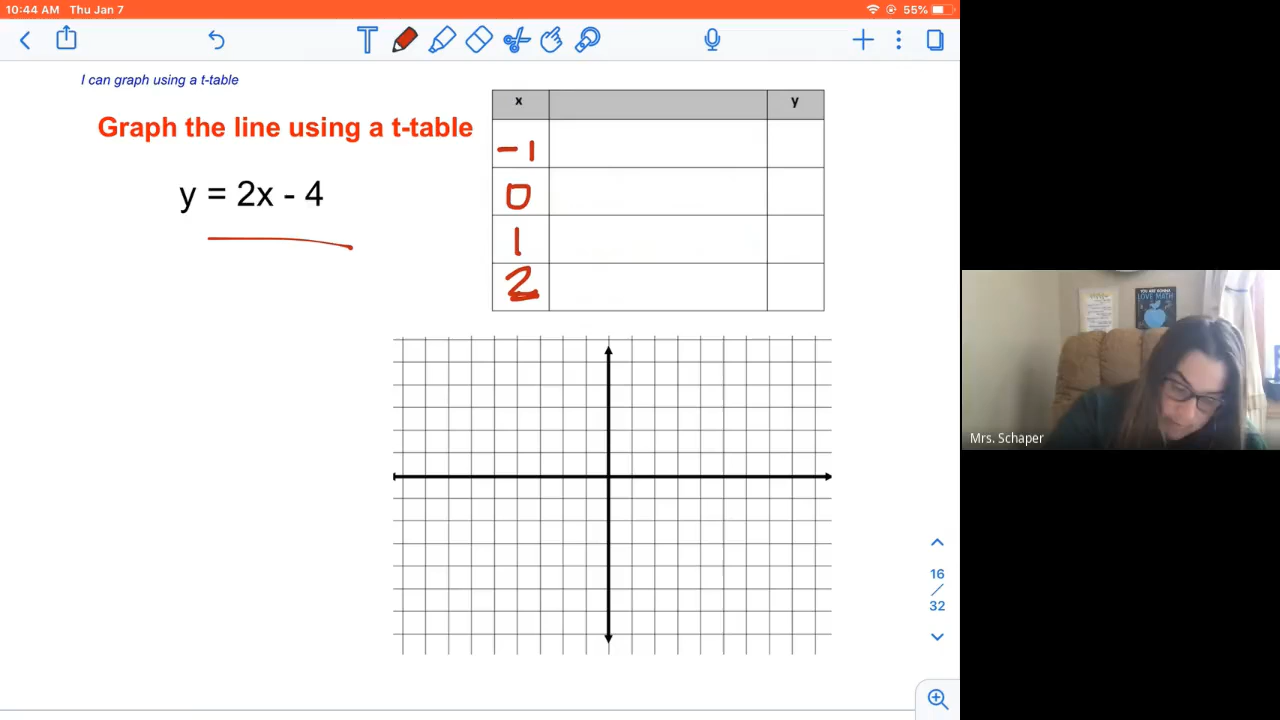 10:44 AM Thu Jan 7
55%
I can graph using a t-table
Graph the line using a t-table
y = 2x - 4
x y
-1
0
1
2
YOU ARE GONNA
LOVE MATH
Mrs. Schaper
16
/
32